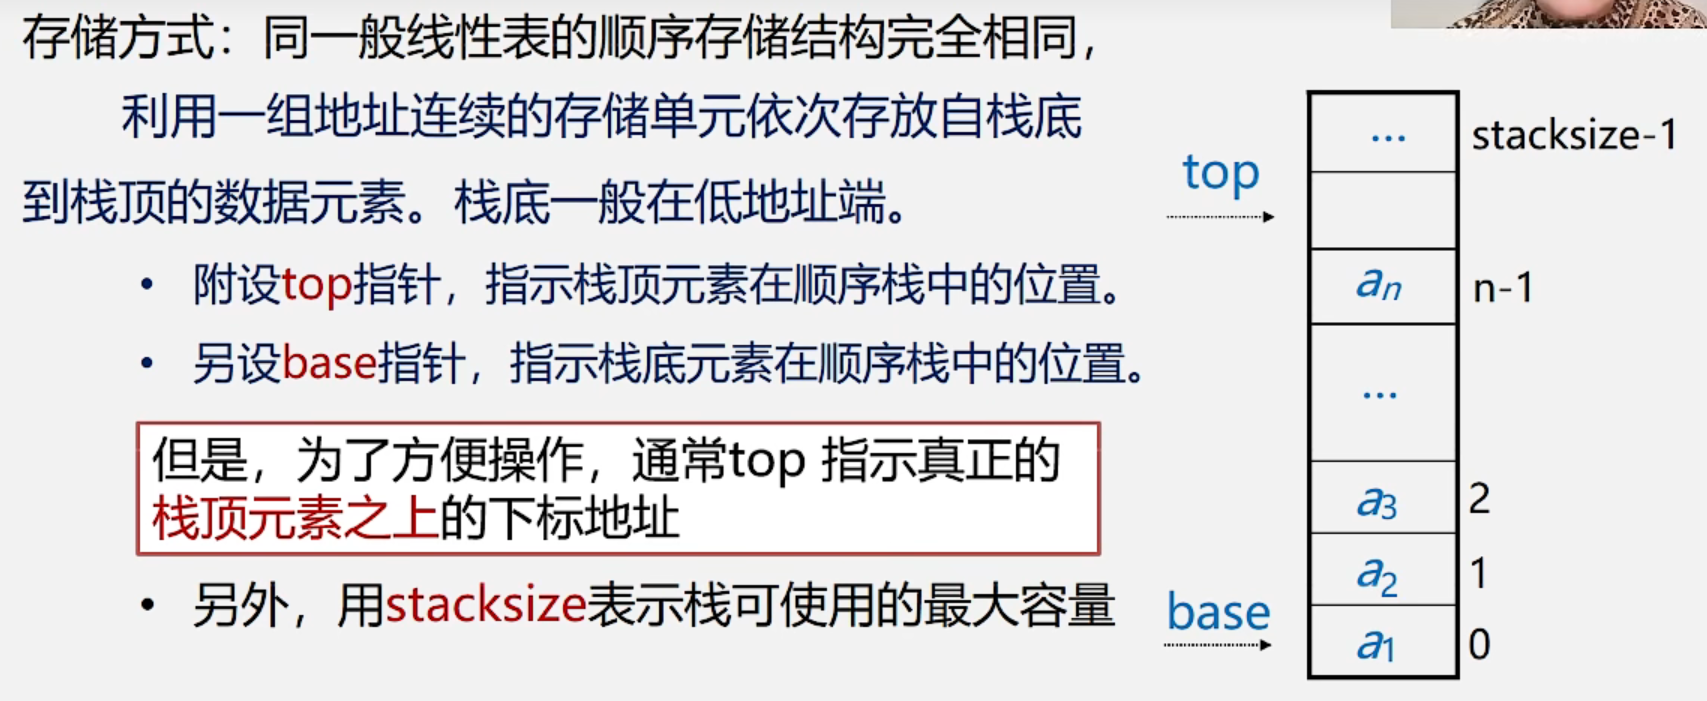 存储方式：同一般线性表的顺序存储结构完全相同，
利用一组地址连续的存储单元依次存放自栈底
到栈顶的数据元素。栈底一般在低地址端。
• 附设top指针，指示栈顶元素在顺序栈中的位置。
• 另设base指针，指示栈底元素在顺序栈中的位置。
但是，为了方便操作，通常top 指示真正的
栈顶元素之上的下标地址
• 另外，用stacksize表示栈可使用的最大容量
… stacksize-1
top
aₙ n-1
…
a₃ 2
a₂ 1
base
a₁ 0